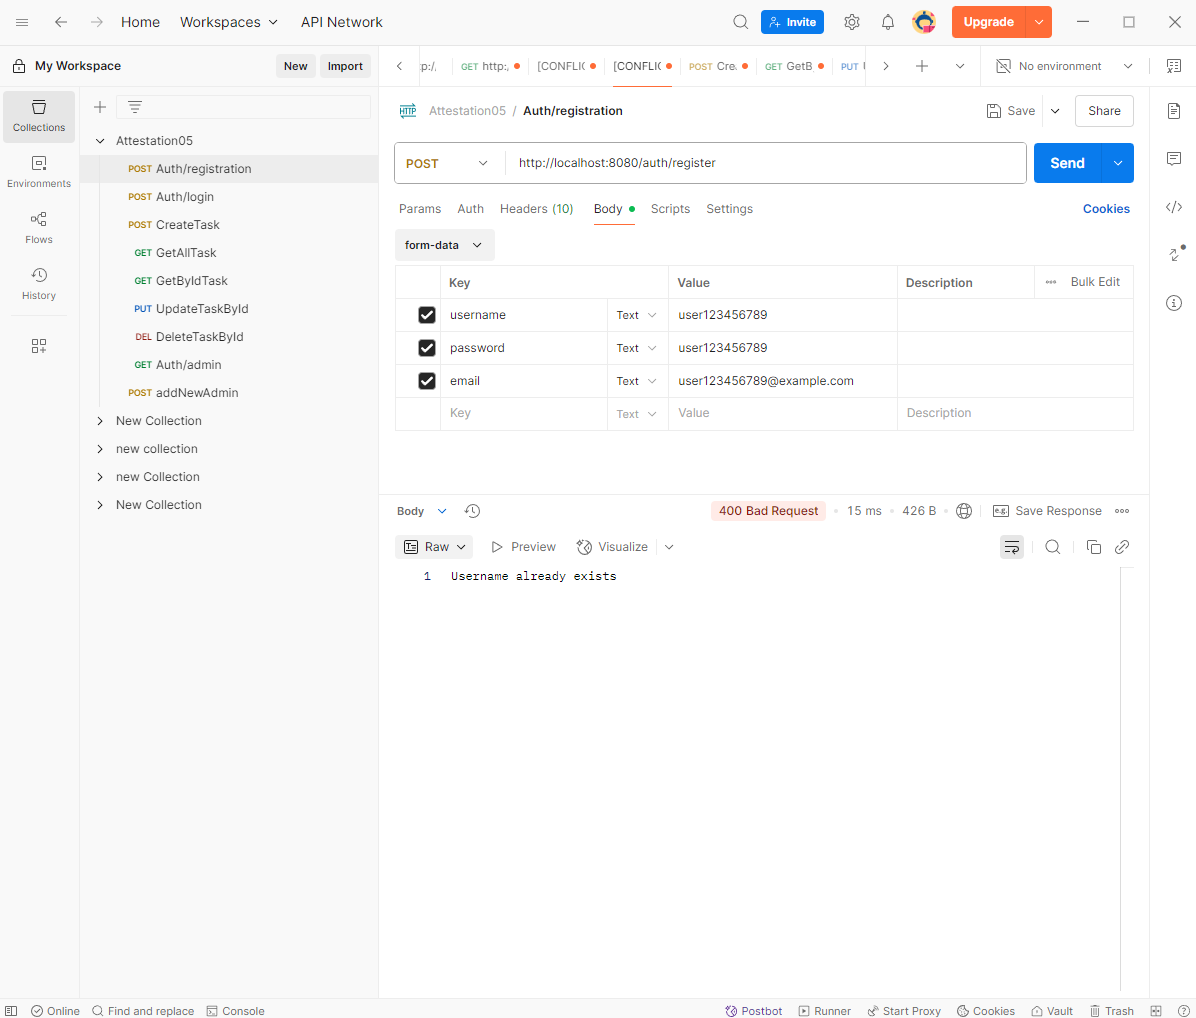 Home Workspaces API Network Invite Upgrade
My Workspace New Import GET http:, [CONFLIC [CONFLIC POST Cre GET GetB PUT No environment
Collections
Environments
Flows
History
Attestation05
POST Auth/registration
POST Auth/login
POST CreateTask
GET GetAllTask
GET GetByIdTask
PUT UpdateTaskById
DEL DeleteTaskById
GET Auth/admin
POST addNewAdmin
New Collection
new collection
new Collection
New Collection
HTTP Attestation05 / Auth/registration Save Share
POST http://localhost:8080/auth/register Send
Params Auth Headers (10) Body Scripts Settings Cookies
form-data
Key Value Description Bulk Edit
username Text user123456789
password Text user123456789
email Text user123456789@example.com
Key Text Value Description
Body 400 Bad Request 15 ms 426 B e.g. Save Response
Raw Preview Visualize
1 Username already exists
Online Find and replace Console Postbot Runner Start Proxy Cookies Vault Trash